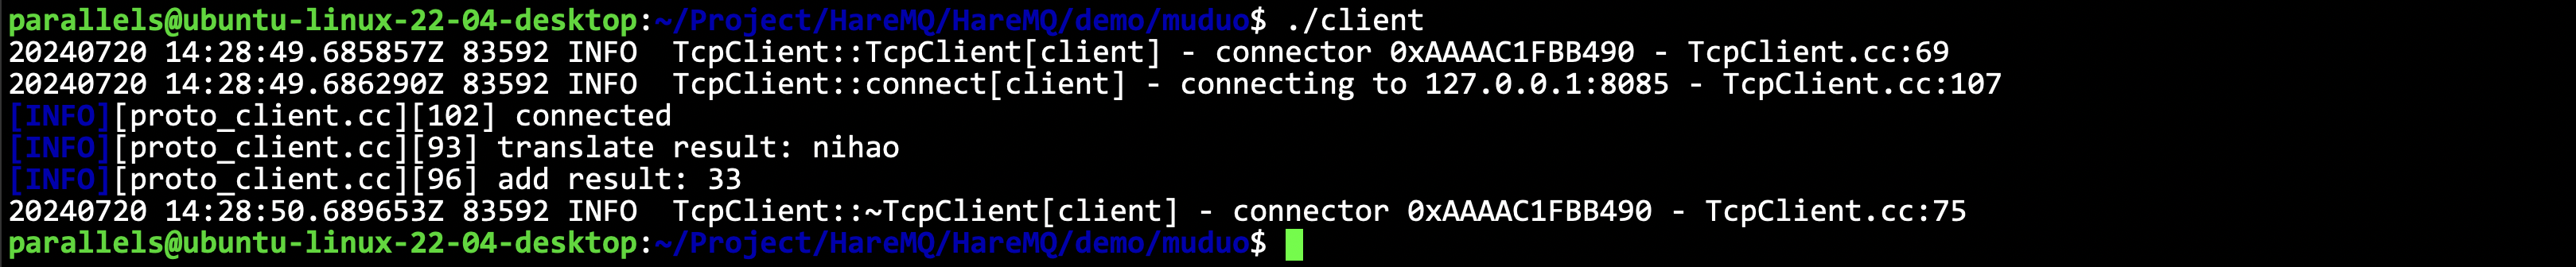 parallels@ubuntu-linux-22-04-desktop:~/Project/HareMQ/HareMQ/demo/muduo$ ./client
20240720 14:28:49.685857Z 83592 INFO  TcpClient::TcpClient[client] - connector 0xAAAAC1FBB490 - TcpClient.cc:69
20240720 14:28:49.686290Z 83592 INFO  TcpClient::connect[client] - connecting to 127.0.0.1:8085 - TcpClient.cc:107
[INFO][proto_client.cc][102] connected
[INFO][proto_client.cc][93] translate result: nihao
[INFO][proto_client.cc][96] add result: 33
20240720 14:28:50.689653Z 83592 INFO  TcpClient::~TcpClient[client] - connector 0xAAAAC1FBB490 - TcpClient.cc:75
parallels@ubuntu-linux-22-04-desktop:~/Project/HareMQ/HareMQ/demo/muduo$